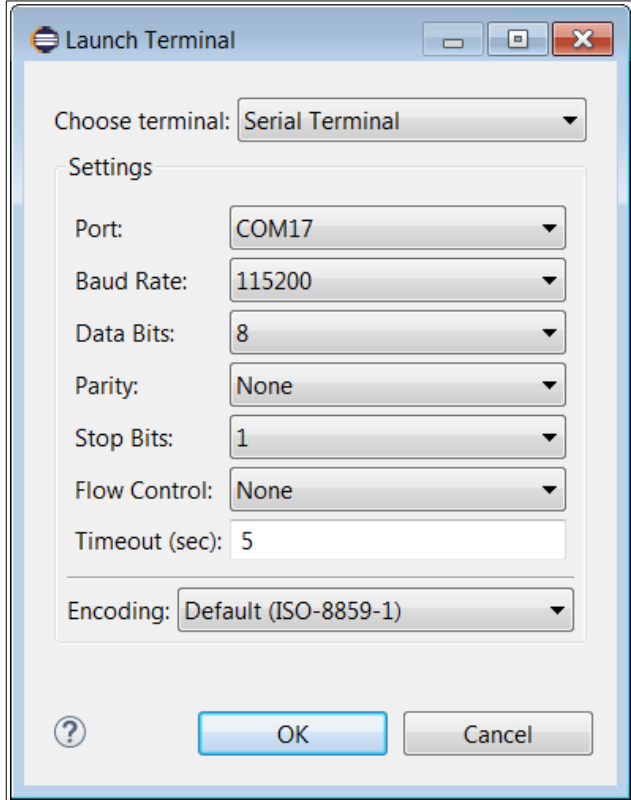 Launch Terminal
Choose terminal: Serial Terminal
Settings
Port: COM17
Baud Rate: 115200
Data Bits: 8
Parity: None
Stop Bits: 1
Flow Control: None
Timeout (sec): 5
Encoding: Default (ISO-8859-1)
? OK Cancel